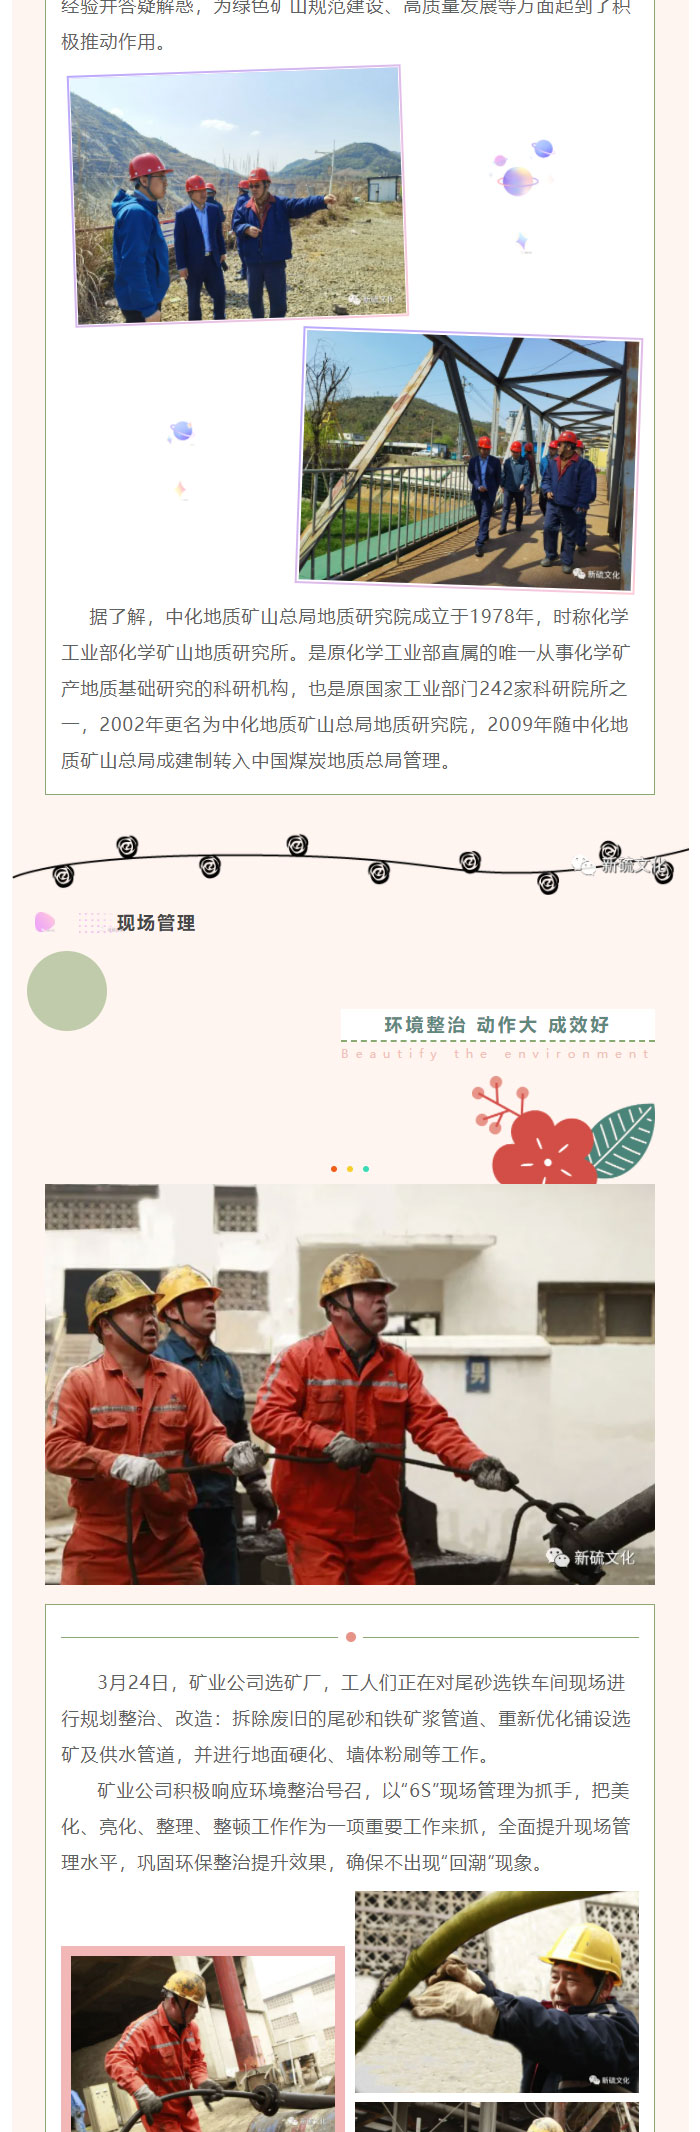 经验并答疑解惑，为绿色矿山规范建设、高质量发展等方面起到了积
极推动作用。
新硫文化
新硫文化
据了解，中化地质矿山总局地质研究院成立于1978年，时称化学
工业部化学矿山地质研究所。是原化学工业部直属的唯一从事化学矿
产地质基础研究的科研机构，也是原国家工业部门242家科研院所之
一，2002年更名为中化地质矿山总局地质研究院，2009年随中化地
质矿山总局成建制转入中国煤炭地质总局管理。
新硫文化
现场管理
环境整治 动作大 成效好
Beautify the environment
男
新硫文化
3月24日，矿业公司选矿厂，工人们正在对尾砂选铁车间现场进
行规划整治、改造：拆除废旧的尾砂和铁矿浆管道、重新优化铺设选
矿及供水管道，并进行地面硬化、墙体粉刷等工作。
矿业公司积极响应环境整治号召，以“6S”现场管理为抓手，把美
化、亮化、整理、整顿工作作为一项重要工作来抓，全面提升现场管
理水平，巩固环保整治提升效果，确保不出现“回潮”现象。
新硫文化
新硫文化